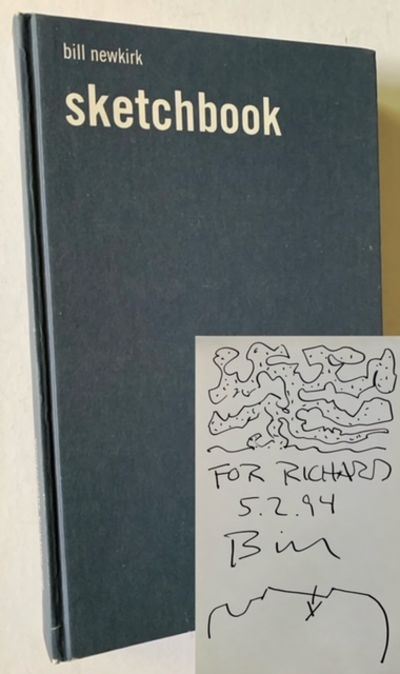 bill newkirk
sketchbook
FOR RICHARD
5.2.94
Bill